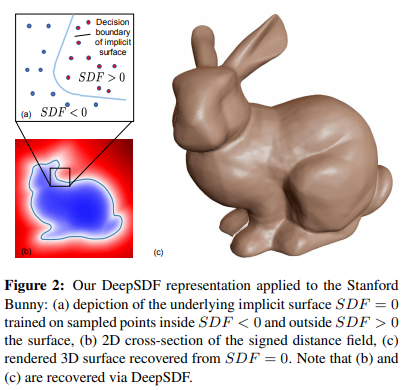 Decision
boundary
of implicit
surface
SDF > 0
(a)
SDF < 0
(b)
(c)
Figure 2: Our DeepSDF representation applied to the Stanford
Bunny: (a) depiction of the underlying implicit surface SDF = 0
trained on sampled points inside SDF < 0 and outside SDF > 0
the surface, (b) 2D cross-section of the signed distance field, (c)
rendered 3D surface recovered from SDF = 0. Note that (b) and
(c) are recovered via DeepSDF.